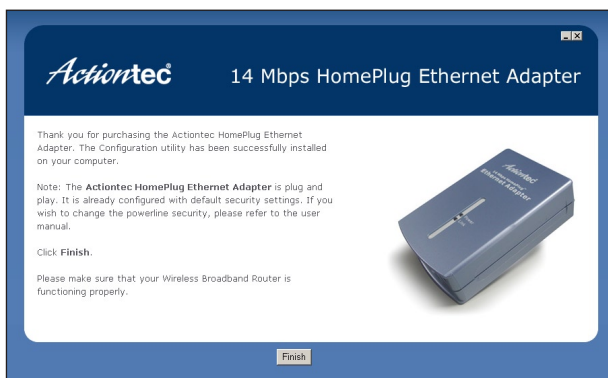 Actiontec
14 Mbps HomePlug Ethernet Adapter
Thank you for purchasing the Actiontec HomePlug Ethernet
Adapter. The Configuration utility has been successfully installed
on your computer.
Note: The Actiontec HomePlug Ethernet Adapter is plug and
play. It is already configured with default security settings. If you
wish to change the powerline security, please refer to the user
manual.
Click Finish.
Please make sure that your Wireless Broadband Router is
functioning properly.
Actiontec
Ethernet Adapter
Finish